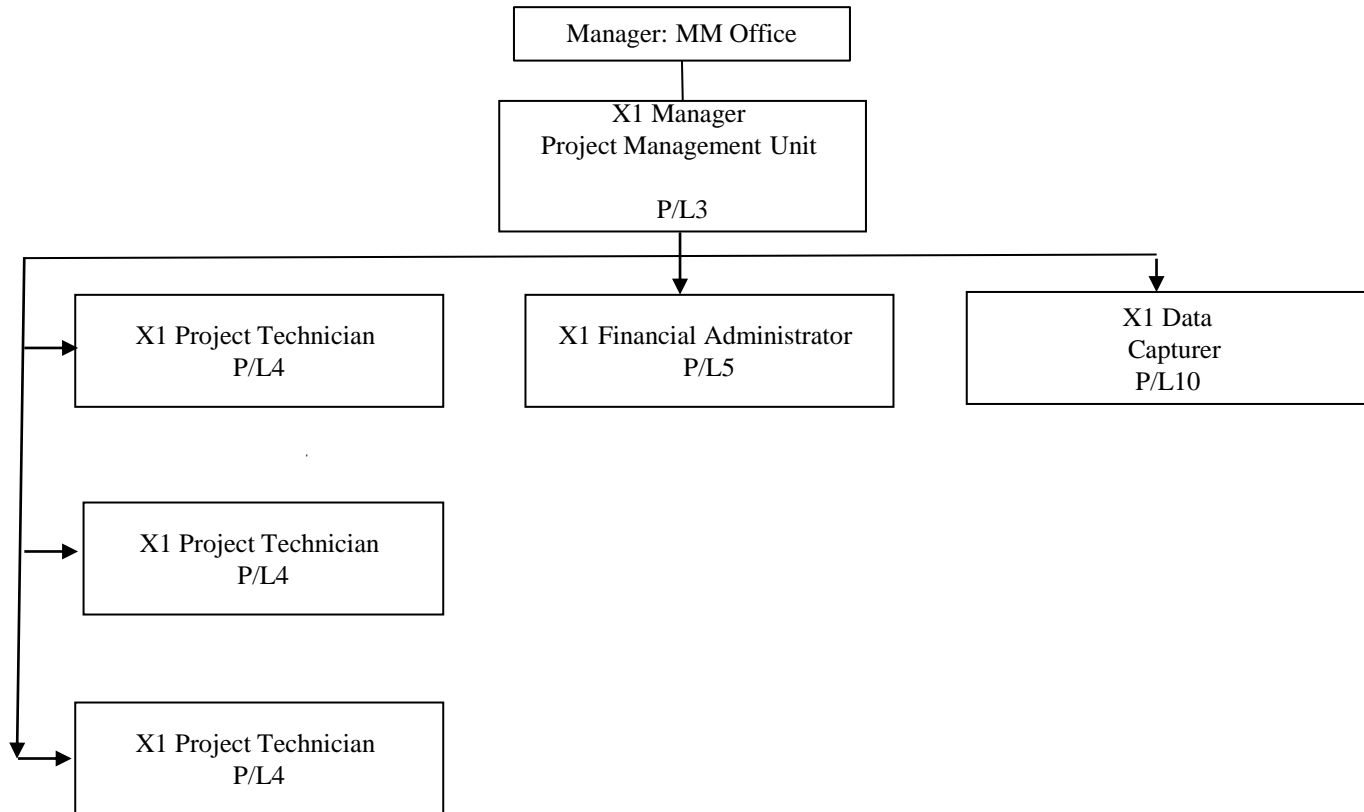 Manager: MM Office
X1 Manager
Project Management Unit
P/L3
X1 Project Technician
P/L4
X1 Financial Administrator
P/L5
X1 Data
Capturer
P/L10
X1 Project Technician
P/L4
X1 Project Technician
P/L4